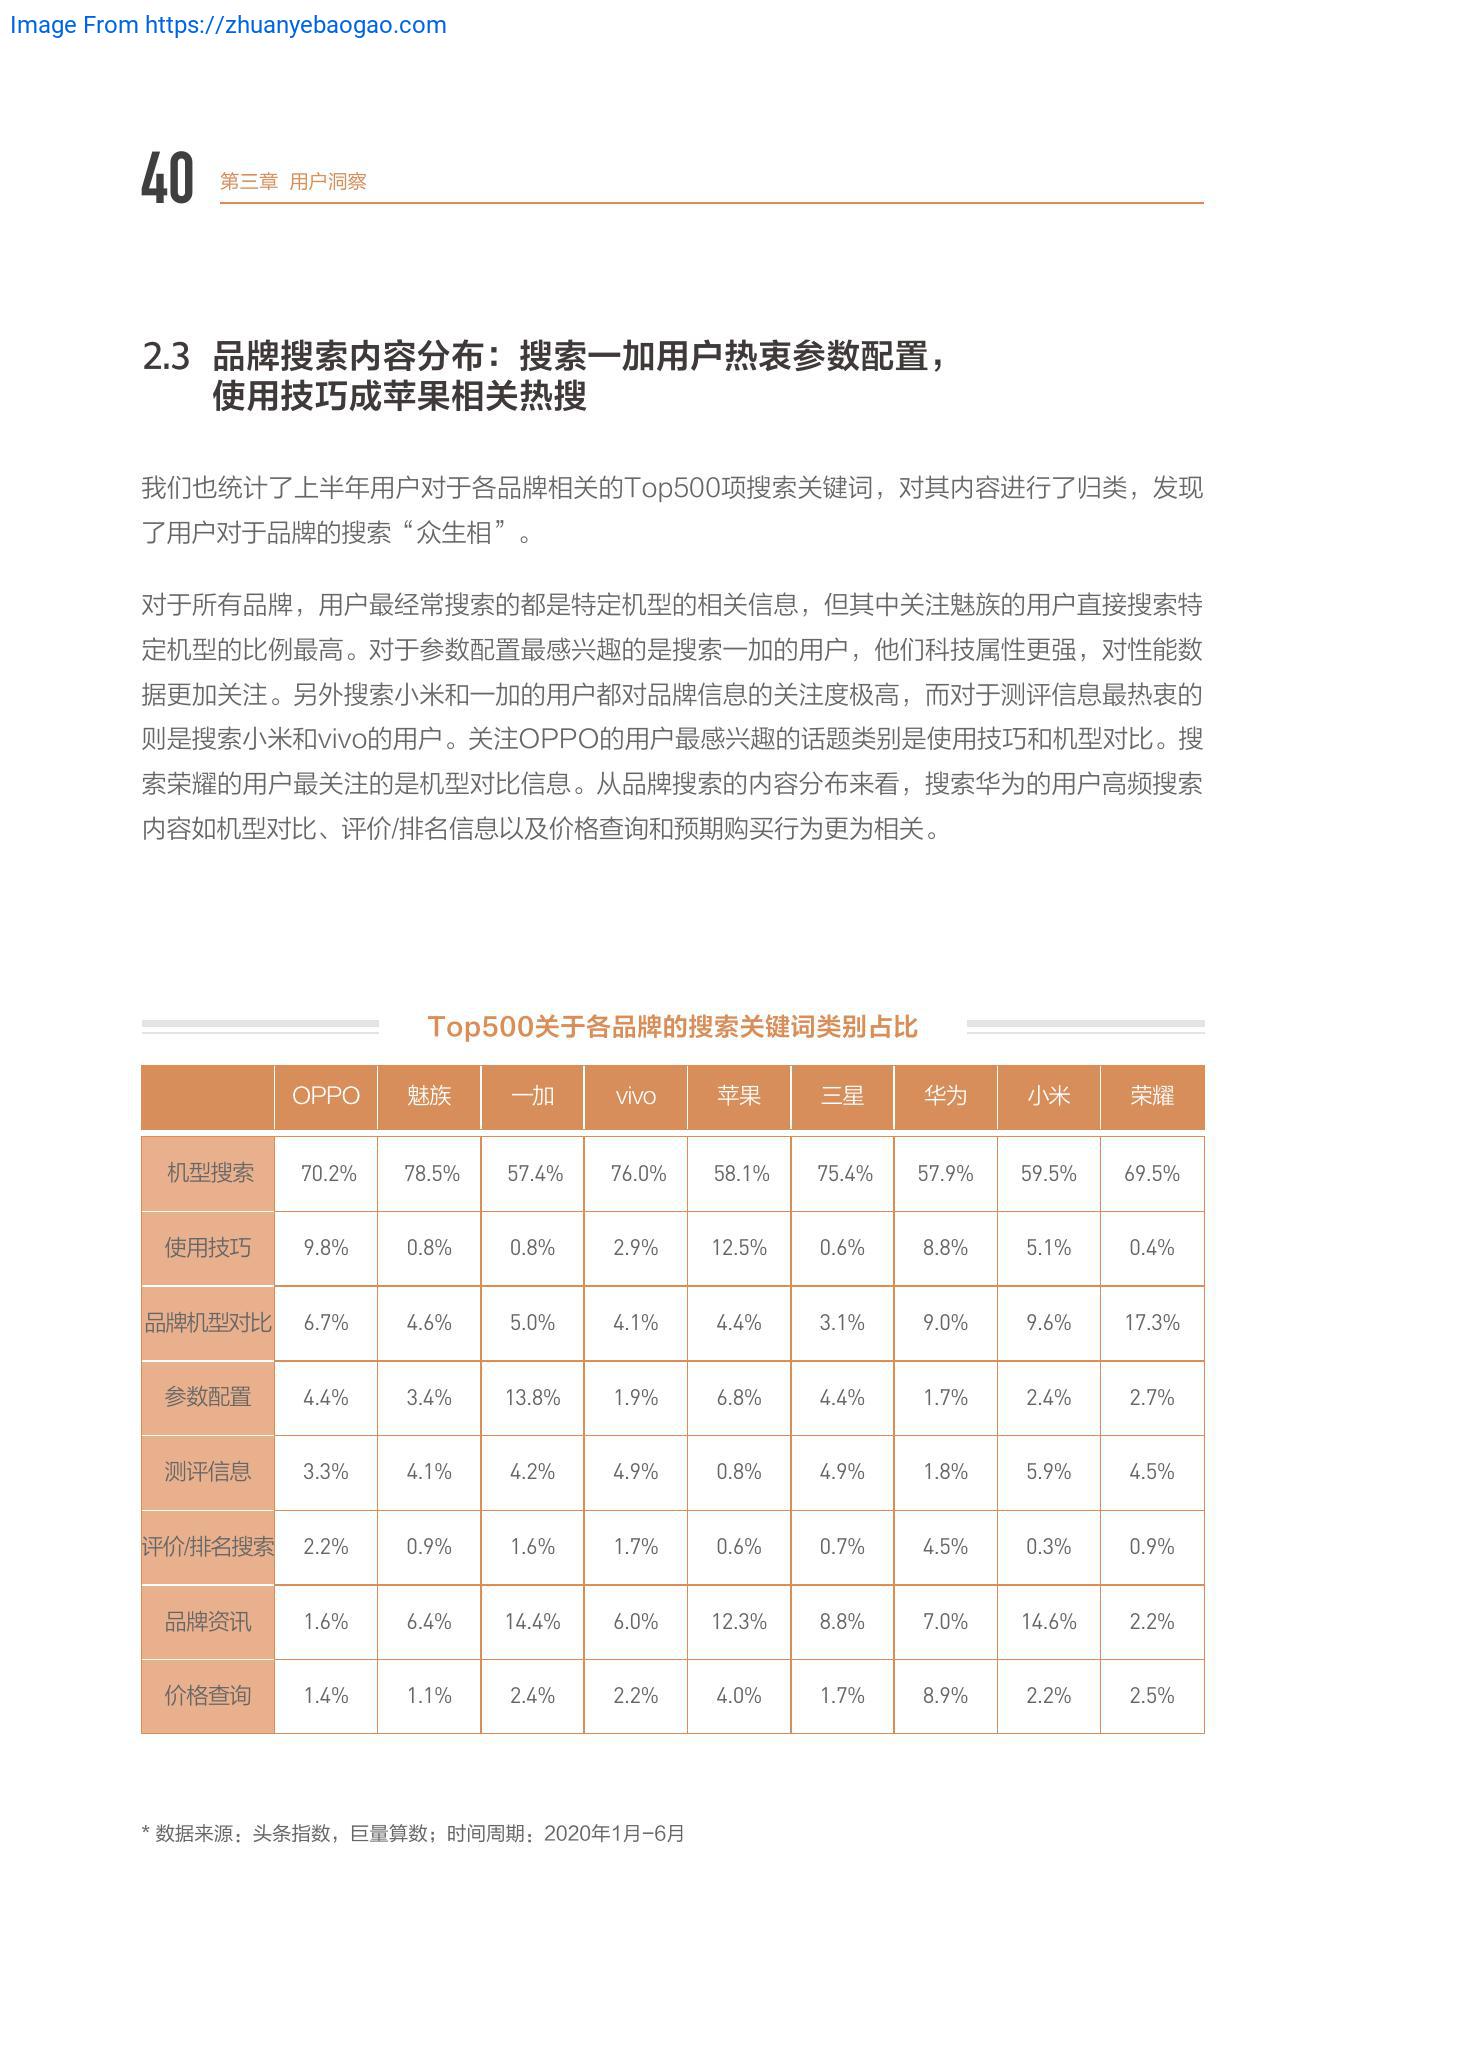 Image From https://zhuanyebaogao.com
40 第三章 用户洞察
2.3 品牌搜索内容分布：搜索一加用户热衷参数配置，
使用技巧成苹果相关热搜
我们也统计了上半年用户对于各品牌相关的Top500项搜索关键词，对其内容进行了归类，发现
了用户对于品牌的搜索“众生相”。
对于所有品牌，用户最经常搜索的都是特定机型的相关信息，但其中关注魅族的用户直接搜索特
定机型的比例最高。对于参数配置最感兴趣的是搜索一加的用户，他们科技属性更强，对性能数
据更加关注。另外搜索小米和一加的用户都对品牌信息的关注度极高，而对于测评信息最热衷的
则是搜索小米和vivo的用户。关注OPPO的用户最感兴趣的话题类别是使用技巧和机型对比。搜
索荣耀的用户最关注的是机型对比信息。从品牌搜索的内容分布来看，搜索华为的用户高频搜索
内容如机型对比、评价/排名信息以及价格查询和预期购买行为更为相关。
Top500关于各品牌的搜索关键词类别占比
OPPO 魅族 一加 vivo 苹果 三星 华为 小米 荣耀
机型搜索 70.2% 78.5% 57.4% 76.0% 58.1% 75.4% 57.9% 59.5% 69.5%
使用技巧 9.8% 0.8% 0.8% 2.9% 12.5% 0.6% 8.8% 5.1% 0.4%
品牌机型对比 6.7% 4.6% 5.0% 4.1% 4.4% 3.1% 9.0% 9.6% 17.3%
参数配置 4.4% 3.4% 13.8% 1.9% 6.8% 4.4% 1.7% 2.4% 2.7%
测评信息 3.3% 4.1% 4.2% 4.9% 0.8% 4.9% 1.8% 5.9% 4.5%
评价/排名搜索 2.2% 0.9% 1.6% 1.7% 0.6% 0.7% 4.5% 0.3% 0.9%
品牌资讯 1.6% 6.4% 14.4% 6.0% 12.3% 8.8% 7.0% 14.6% 2.2%
价格查询 1.4% 1.1% 2.4% 2.2% 4.0% 1.7% 8.9% 2.2% 2.5%
* 数据来源：头条指数，巨量算数；时间周期：2020年1月-6月